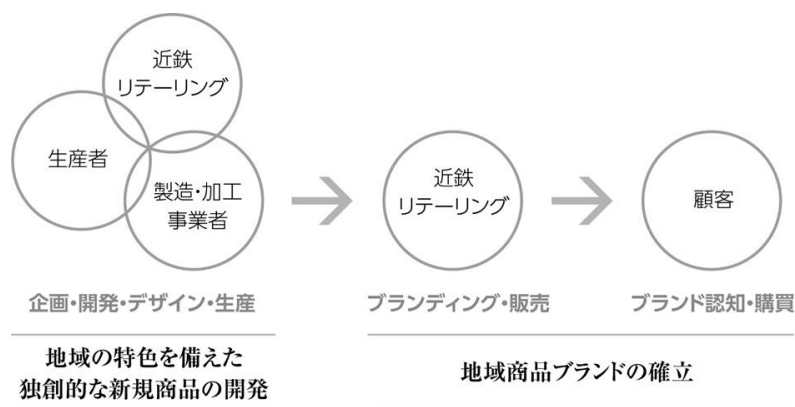 近鉄
リテーリング
生産者
製造・加工
事業者
近鉄
リテーリング
顧客
企画・開発・デザイン・生産
ブランディング・販売
ブランド認知・購買
地域の特色を備えた
独創的な新規商品の開発
地域商品ブランドの確立